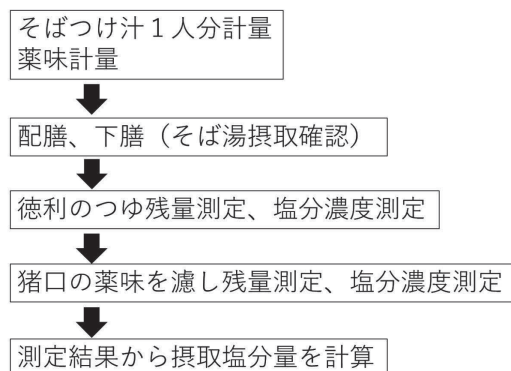 そばつけ汁１人分計量
薬味計量
配膳、下膳（そば湯摂取確認）
徳利のつゆ残量測定、塩分濃度測定
猪口の薬味を濾し残量測定、塩分濃度測定
測定結果から摂取塩分量を計算